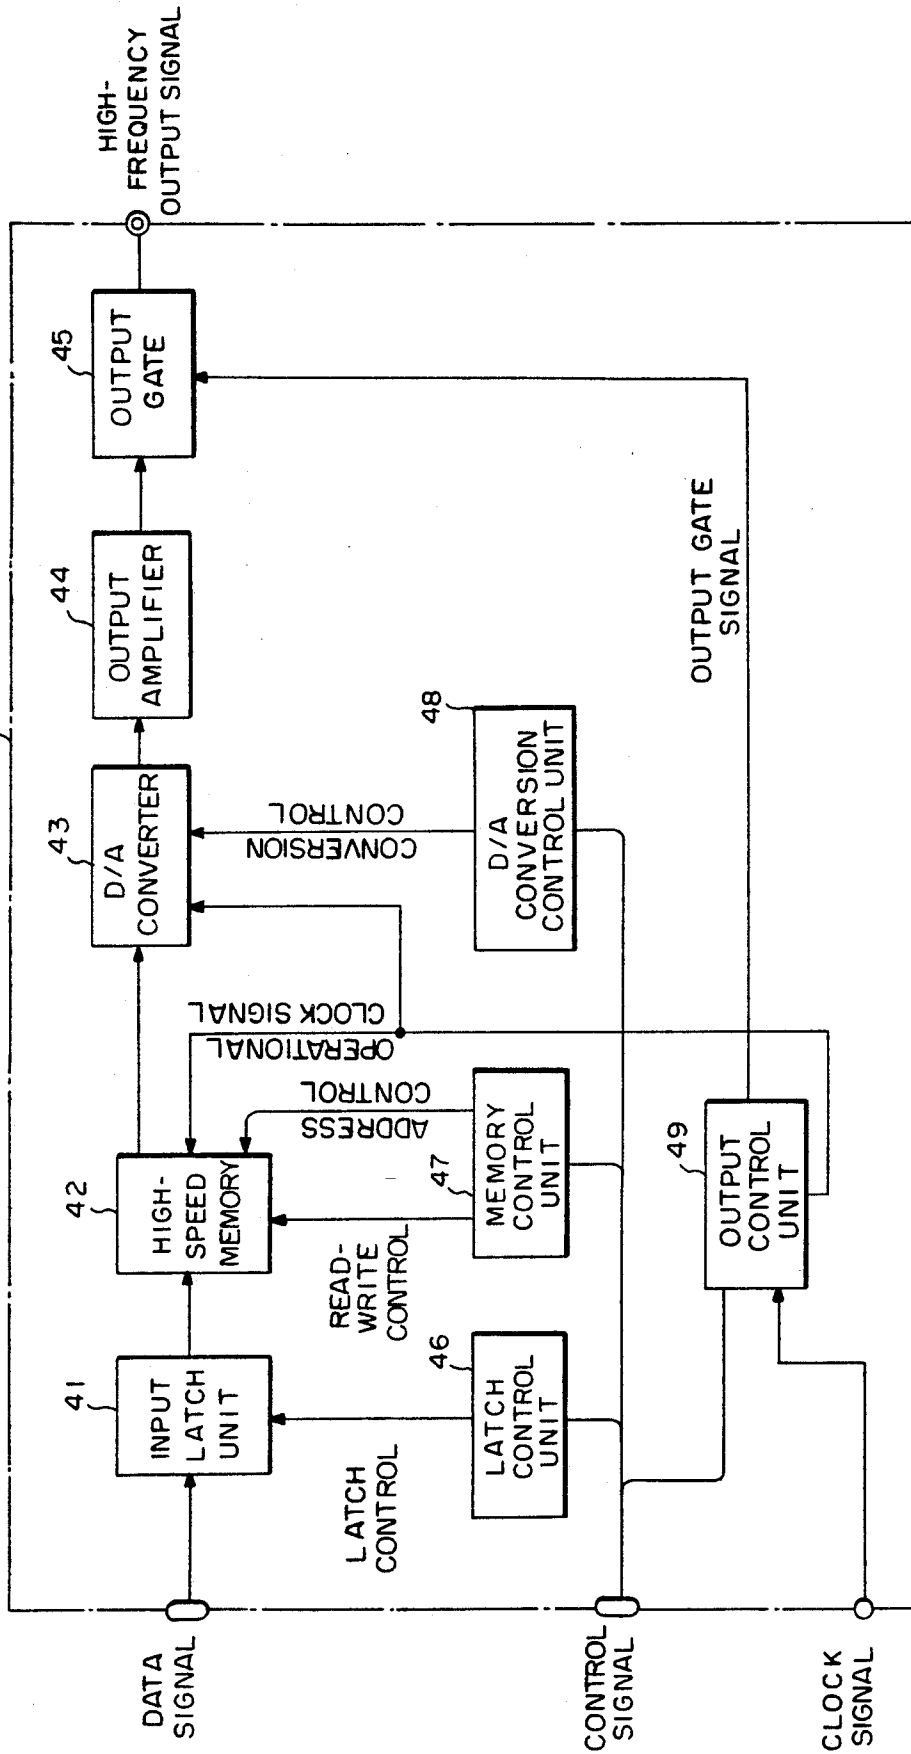 HIGH-
FREQUENCY
OUTPUT SIGNAL
45
OUTPUT
GATE
44
OUTPUT
AMPLIFIER
43
D/A
CONVERTER
42
HIGH-
SPEED
MEMORY
41
INPUT
LATCH
UNIT
DATA
SIGNAL
CONVERSION
CONTROL
OPERATIONAL
CLOCK SIGNAL
ADDRESS
CONTROL
READ-
WRITE
CONTROL
LATCH
CONTROL
48
D/A
CONVERSION
CONTROL UNIT
47
MEMORY
CONTROL
UNIT
46
LATCH
CONTROL
UNIT
OUTPUT GATE
SIGNAL
49
OUTPUT
CONTROL
UNIT
CONTROL
SIGNAL
CLOCK
SIGNAL